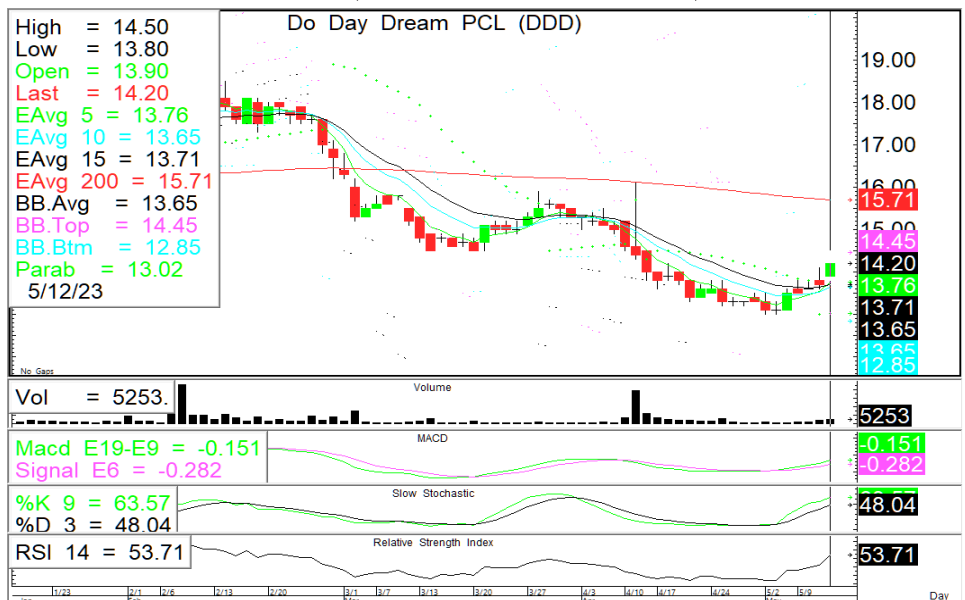 Do Day Dream PCL (DDD)
High = 14.50
Low = 13.80
Open = 13.90
Last = 14.20
EAvg 5 = 13.76
EAvg 10 = 13.65
EAvg 15 = 13.71
EAvg 200 = 15.71
BB.Avg = 13.65
BB.Top = 14.45
BB.Btm = 12.85
Parab = 13.02
5/12/23
No Gaps
19.00
18.00
17.00
16.00
15.71
15.00
14.45
14.20
13.76
13.71
13.65
13.65
12.85
Volume
Vol = 5253.
5253
MACD
Macd E19-E9 = -0.151
Signal E6 = -0.282
-0.151
-0.282
Slow Stochastic
%K 9 = 63.57
%D 3 = 48.04
48.04
Relative Strength Index
RSI 14 = 53.71
53.71
1/23 2/1 2/6 2/13 2/20 3/1 3/7 3/13 3/20 3/27 4/3 4/10 4/17 4/24 5/2 5/9
Day